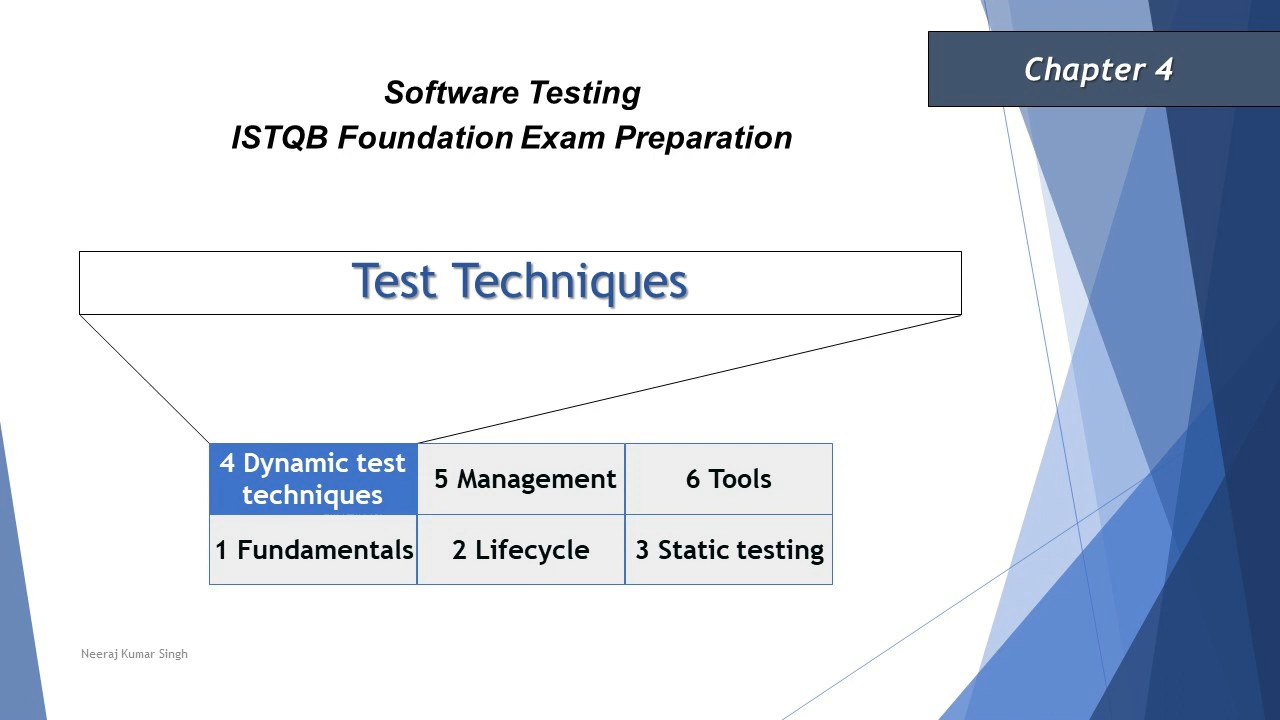 Chapter 4
Software Testing
ISTQB Foundation Exam Preparation
Test Techniques
4 Dynamic test
techniques
5 Management
6 Tools
1 Fundamentals
2 Lifecycle
3 Static testing
Neeraj Kumar Singh